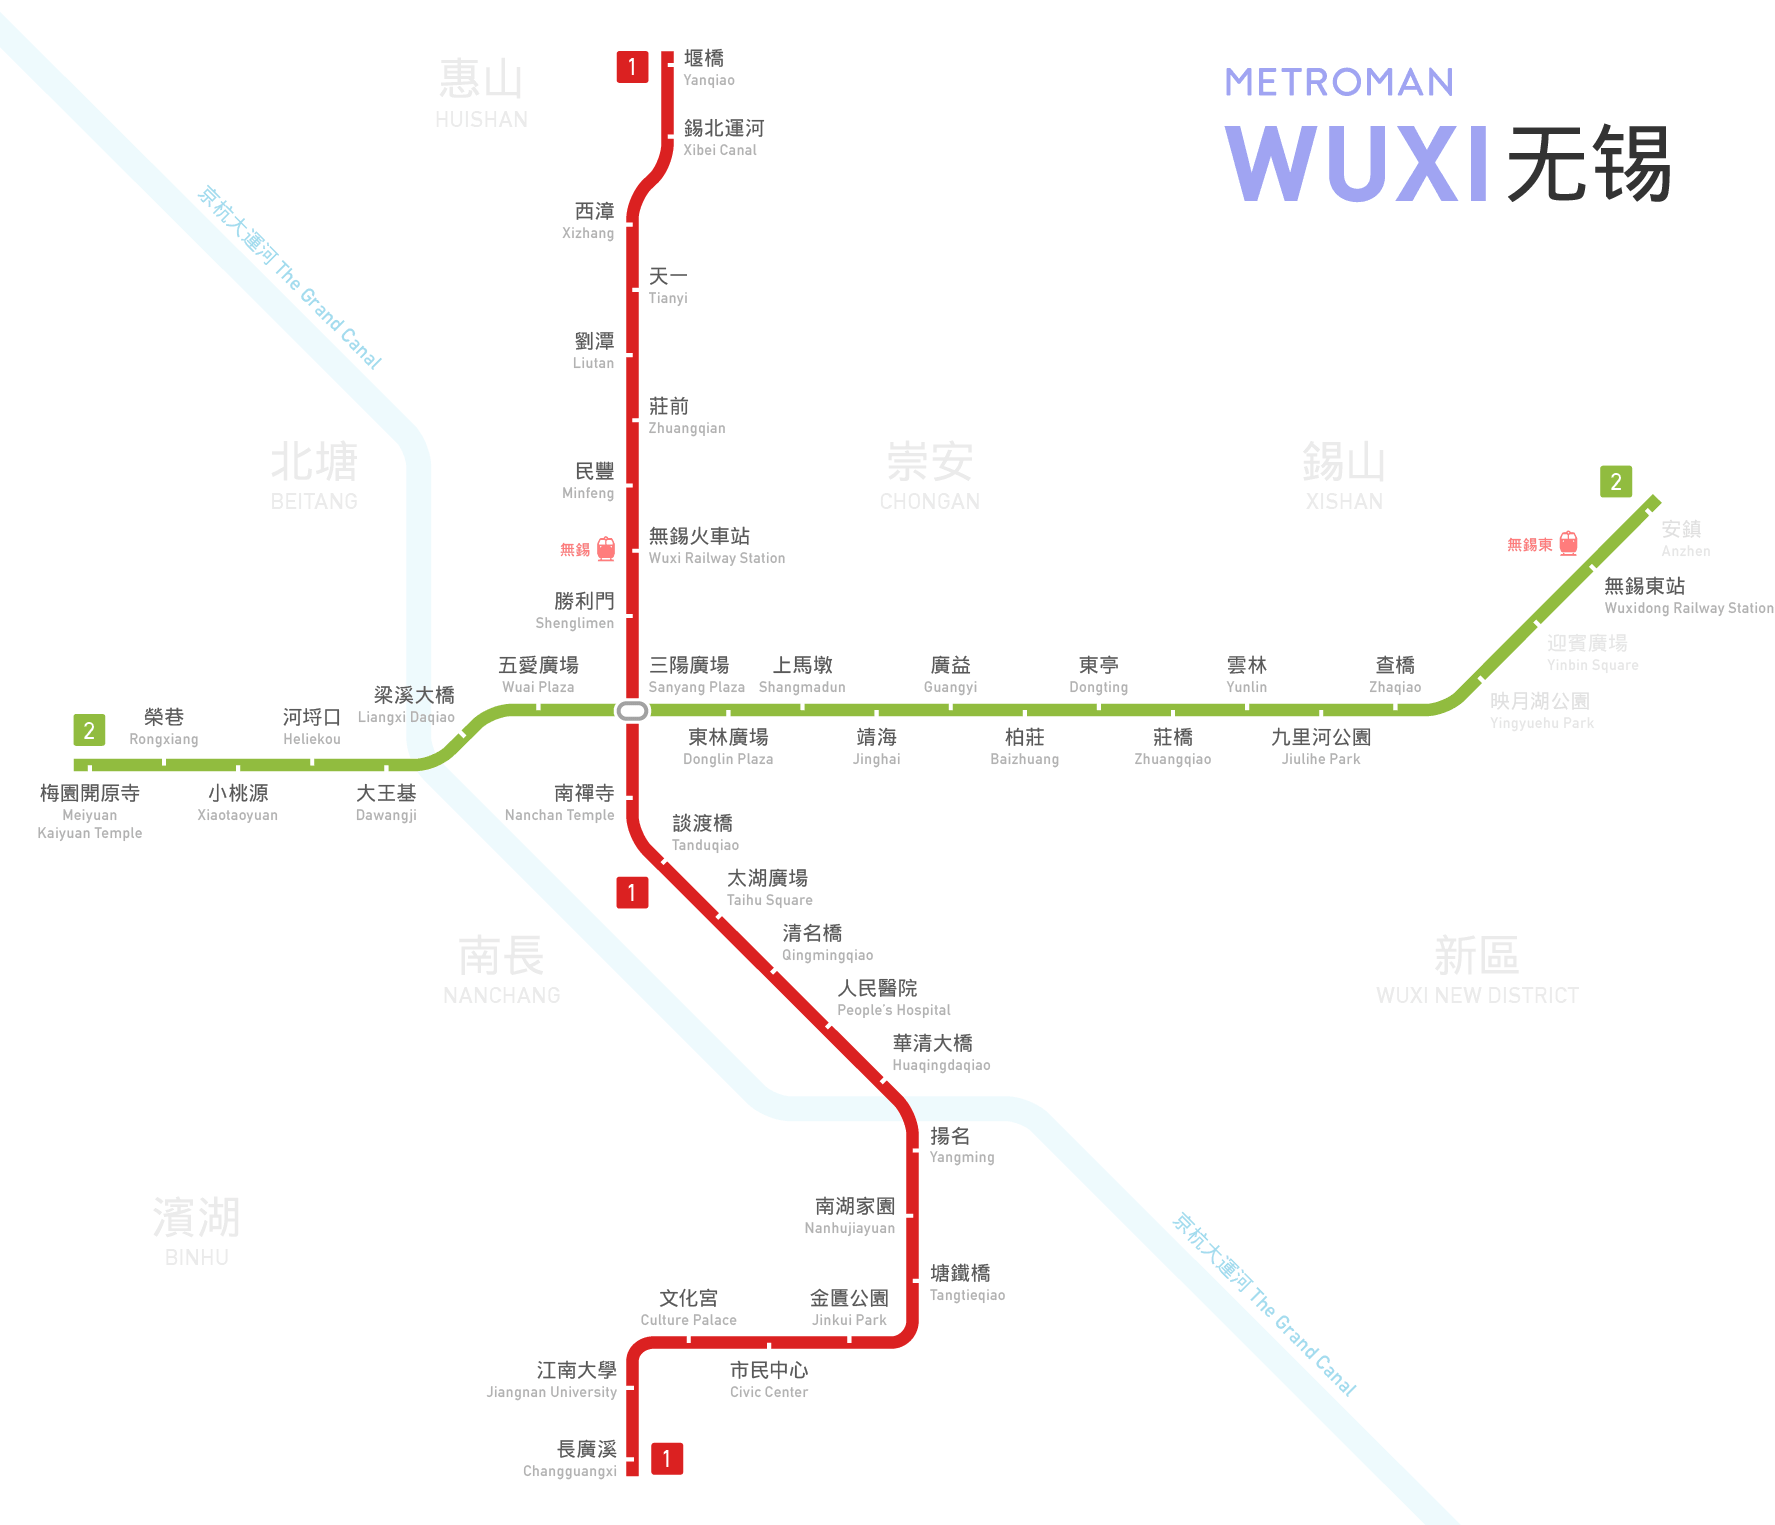 METROMAN
WUXI 无锡
惠山
HUISHAN
京杭大運河 The Grand Canal
北塘
BEITANG
崇安
CHONGAN
錫山
XISHAN
1
堰橋
Yanqiao
錫北運河
Xibei Canal
西漳
Xizhang
天一
Tianyi
劉潭
Liutan
莊前
Zhuangqian
民豐
Minfeng
無錫
無錫火車站
Wuxi Railway Station
勝利門
Shenglimen
三陽廣場
Sanyang Plaza
南禪寺
Nanchan Temple
談渡橋
Tanduqiao
1
太湖廣場
Taihu Square
清名橋
Qingmingqiao
人民醫院
People's Hospital
華清大橋
Huaqingdaqiao
揚名
Yangming
南湖家園
Nanhujiayuan
塘鐵橋
Tangtieqiao
金匱公園
Jinkui Park
市民中心
Civic Center
文化宮
Culture Palace
江南大學
Jiangnan University
長廣溪
Changguangxi
1
2
梅園開原寺
Meiyuan
Kaiyuan Temple
榮巷
Rongxiang
小桃源
Xiaotaoyuan
河埒口
Heliekou
大王基
Dawangji
梁溪大橋
Liangxi Daqiao
五愛廣場
Wuai Plaza
東林廣場
Donglin Plaza
上馬墩
Shangmadun
靖海
Jinghai
廣益
Guangyi
柏莊
Baizhuang
東亭
Dongting
莊橋
Zhuangqiao
雲林
Yunlin
九里河公園
Jiulihe Park
查橋
Zhaqiao
映月湖公園
Yingyuehu Park
迎賓廣場
Yinbin Square
無錫東
無錫東站
Wuxidong Railway Station
安鎮
Anzhen
2
南長
NANCHANG
新區
WUXI NEW DISTRICT
濱湖
BINHU
京杭大運河 The Grand Canal